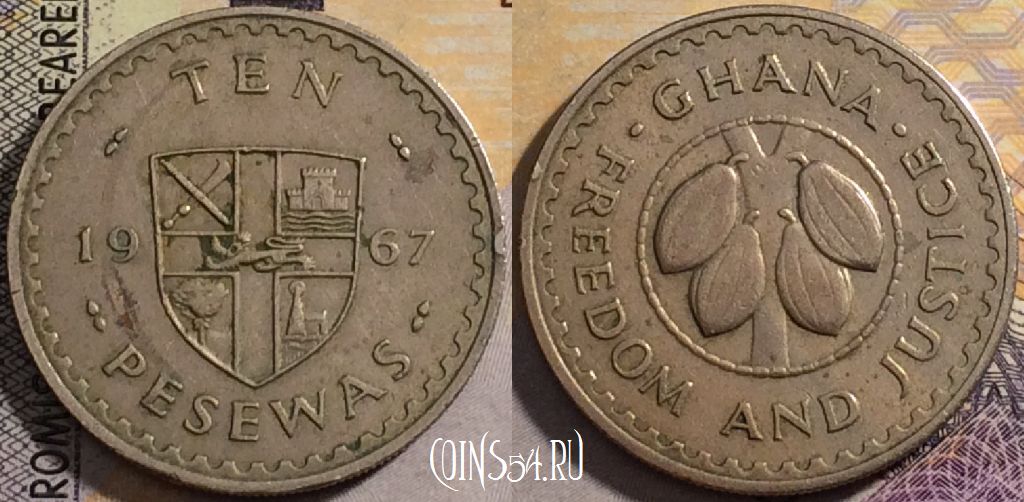 TEN
19 67
PESEWAS
GHANA
FREEDOM AND JUSTICE
COINS54.RU